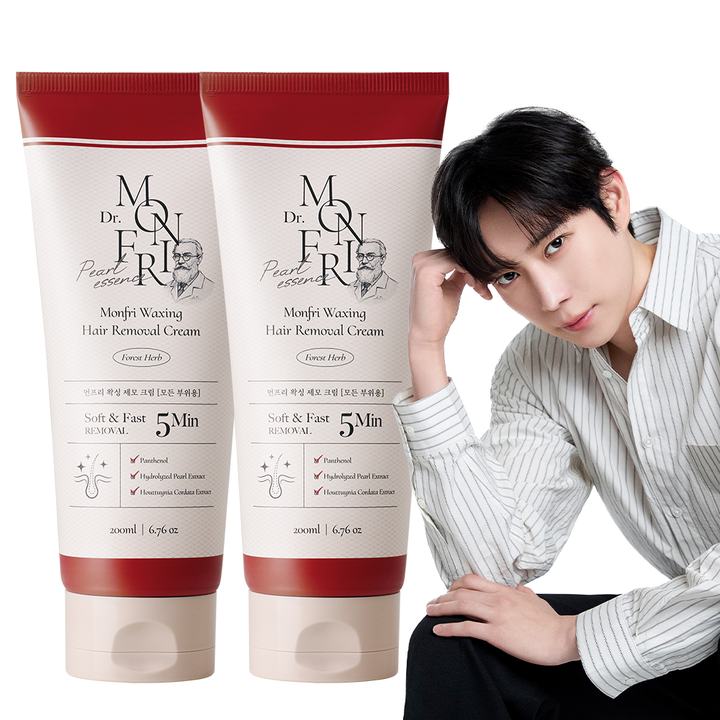 MONFRI
Dr.
Pearl
essence
Monfri Waxing
Hair Removal Cream
Forest Herb
먼프리 왁싱 제모 크림 [모든 부위용]
Soft & Fast
REMOVAL
5Min
Panthenol
Hydrolyzed Pearl Extract
Houttuynia Cordata Extract
200ml | 6.76 oz
MONFRI
Dr.
Pearl
essence
Monfri Waxing
Hair Removal Cream
Forest Herb
먼프리 왁싱 제모 크림 [모든 부위용]
Soft & Fast
REMOVAL
5Min
Panthenol
Hydrolyzed Pearl Extract
Houttuynia Cordata Extract
200ml | 6.76 oz